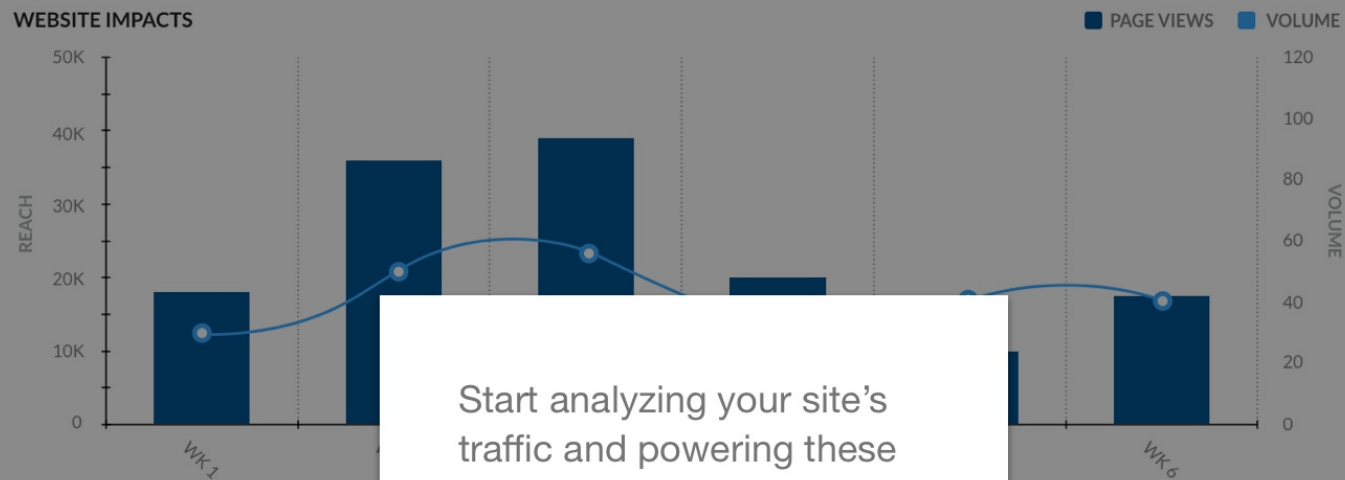 WEBSITE IMPACTS
PAGE VIEWS VOLUME
50K
40K
30K
20K
10K
0
REACH
120
100
80
60
40
20
0
VOLUME
WK 1
WK 6
Start analyzing your site's
traffic and powering these